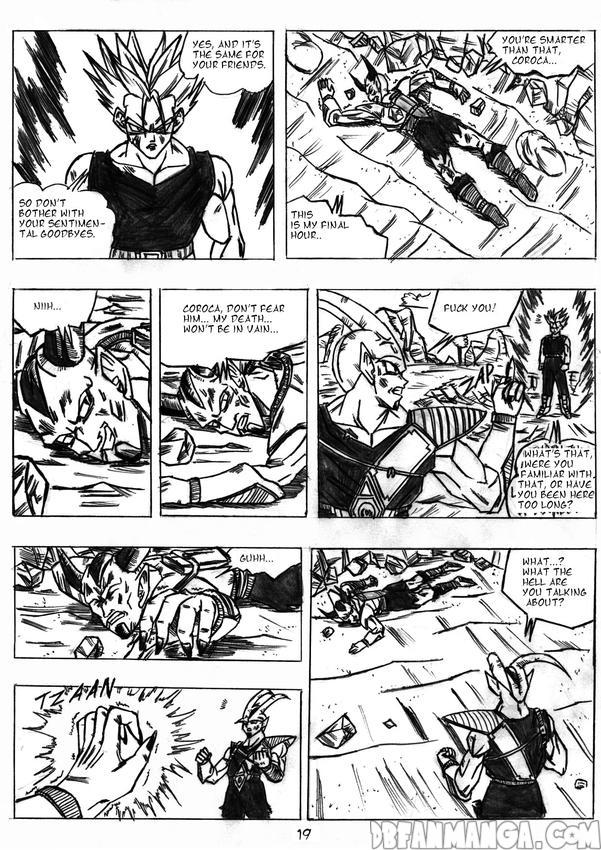 YES, AND IT'S
THE SAME FOR
YOUR FRIENDS.
SO DON'T
BOTHER WITH
YOUR SENTIMEN-
TAL GOODBYES.
YOU'RE SMARTER
THAN THAT,
COROCA...
THIS
IS MY FINAL
HOUR..
NIIH...
COROCA, DON'T FEAR
HIM... MY DEATH...
WON'T BE IN VAIN...
FUCK YOU!
WHAT'S THAT,
WERE YOU
FAMILIAR WITH
THAT, OR HAVE
YOU BEEN HERE
TOO LONG?
GUHH...
WHAT...?
WHAT THE
HELL ARE
YOU TALKING
ABOUT?
TZAAAN
19
DBFANMANGA.COM